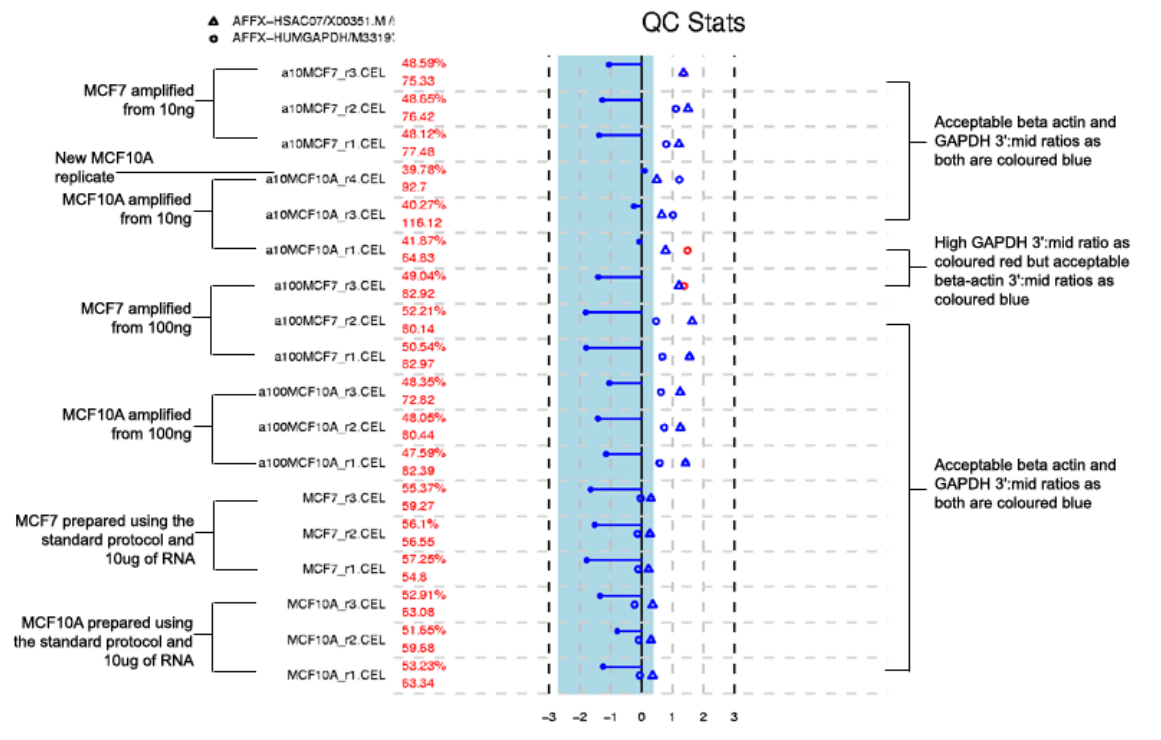 AFFX-HSAC07/X00351.M
AFFX-HUMGAPDH/M3319
QC Stats
MCF7 amplified
from 10ng
a10MCF7_r3.CEL
48.59%
75.33
a10MCF7_r2.CEL
48.65%
76.42
a10MCF7_r1.CEL
48.12%
77.48
New MCF10A
replicate
MCF10A amplified
from 10ng
a10MCF10A_r4.CEL
39.78%
92.7
a10MCF10A_r3.CEL
40.27%
116.12
a10MCF10A_r1.CEL
41.87%
64.83
MCF7 amplified
from 100ng
a100MCF7_r3.CEL
49.04%
82.92
a100MCF7_r2.CEL
52.21%
80.14
a100MCF7_r1.CEL
50.54%
82.97
MCF10A amplified
from 100ng
a100MCF10A_r3.CEL
48.35%
72.82
a100MCF10A_r2.CEL
48.05%
80.44
a100MCF10A_r1.CEL
47.59%
82.39
MCF7 prepared using the
standard protocol and
10ug of RNA
MCF7_r3.CEL
55.37%
59.27
MCF7_r2.CEL
56.1%
56.55
MCF7_r1.CEL
57.25%
54.8
MCF10A prepared using
the standard protocol and
10ug of RNA
MCF10A_r3.CEL
52.91%
63.08
MCF10A_r2.CEL
51.65%
59.68
MCF10A_r1.CEL
53.23%
63.34
Acceptable beta actin and
GAPDH 3':mid ratios as
both are coloured blue
High GAPDH 3':mid ratio as
coloured red but acceptable
beta-actin 3':mid ratios as
coloured blue
Acceptable beta actin and
GAPDH 3':mid ratios as
both are coloured blue
-3 -2 -1 0 1 2 3